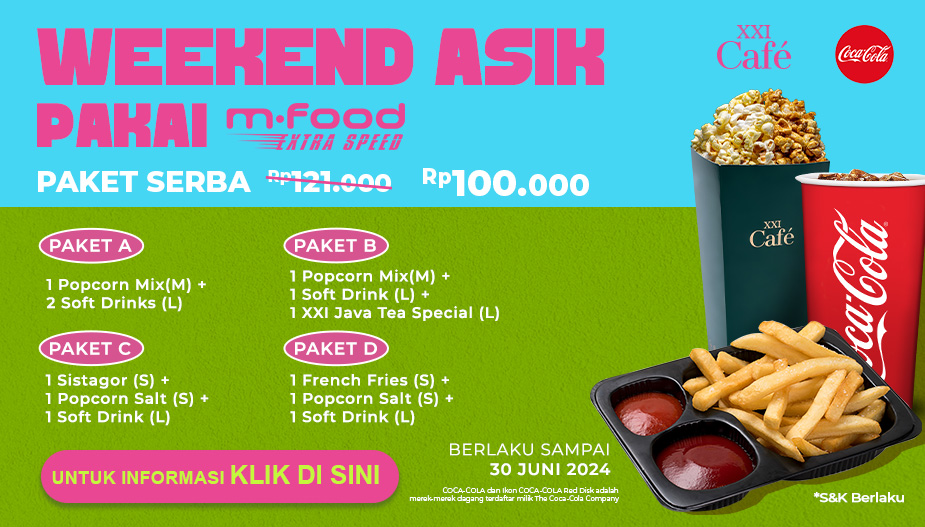 WEEKEND ASIK
PAKAI m.food
EXTRA SPEED
XXI
Café
Coca-Cola
PAKET SERBA Rp121.000 Rp100.000
PAKET A
1 Popcorn Mix(M) +
2 Soft Drinks (L)
PAKET B
1 Popcorn Mix(M) +
1 Soft Drink (L) +
1 XXI Java Tea Special (L)
PAKET C
1 Sistagor (S) +
1 Popcorn Salt (S) +
1 Soft Drink (L)
PAKET D
1 French Fries (S) +
1 Popcorn Salt (S) +
1 Soft Drink (L)
XXI
Café
Coca-Cola
UNTUK INFORMASI KLIK DI SINI
BERLAKU SAMPAI
30 JUNI 2024
COCA-COLA dan Ikon COCA-COLA Red Disk adalah
merek-merek dagang terdaftar milik The Coca-Cola Company
*S&K Berlaku